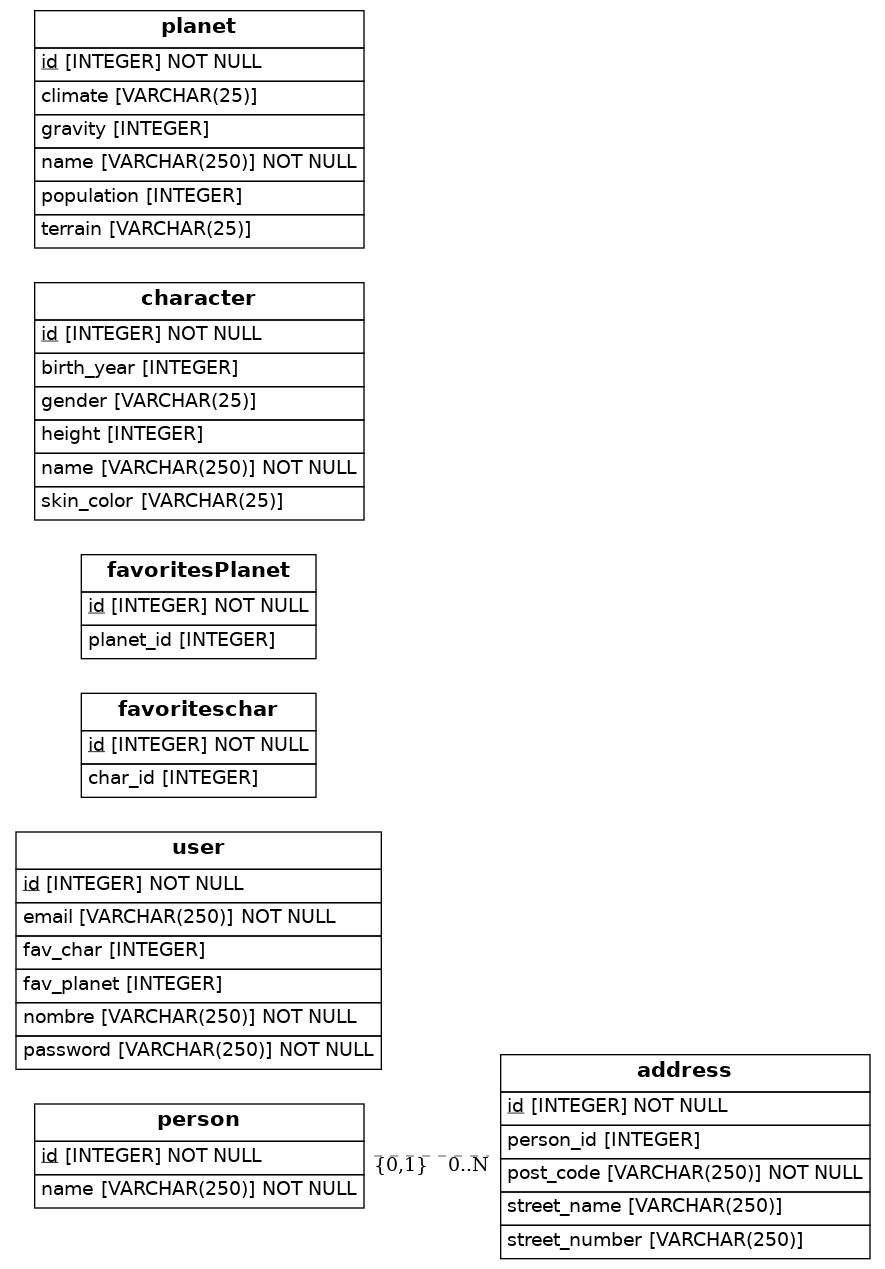 planet
id [INTEGER] NOT NULL
climate [VARCHAR(25)]
gravity [INTEGER]
name [VARCHAR(250)] NOT NULL
population [INTEGER]
terrain [VARCHAR(25)]
character
id [INTEGER] NOT NULL
birth_year [INTEGER]
gender [VARCHAR(25)]
height [INTEGER]
name [VARCHAR(250)] NOT NULL
skin_color [VARCHAR(25)]
favoritesPlanet
id [INTEGER] NOT NULL
planet_id [INTEGER]
favoriteschar
id [INTEGER] NOT NULL
char_id [INTEGER]
user
id [INTEGER] NOT NULL
email [VARCHAR(250)] NOT NULL
fav_char [INTEGER]
fav_planet [INTEGER]
nombre [VARCHAR(250)] NOT NULL
password [VARCHAR(250)] NOT NULL
person
id [INTEGER] NOT NULL
name [VARCHAR(250)] NOT NULL
{0,1} 0..N
address
id [INTEGER] NOT NULL
person_id [INTEGER]
post_code [VARCHAR(250)] NOT NULL
street_name [VARCHAR(250)]
street_number [VARCHAR(250)]